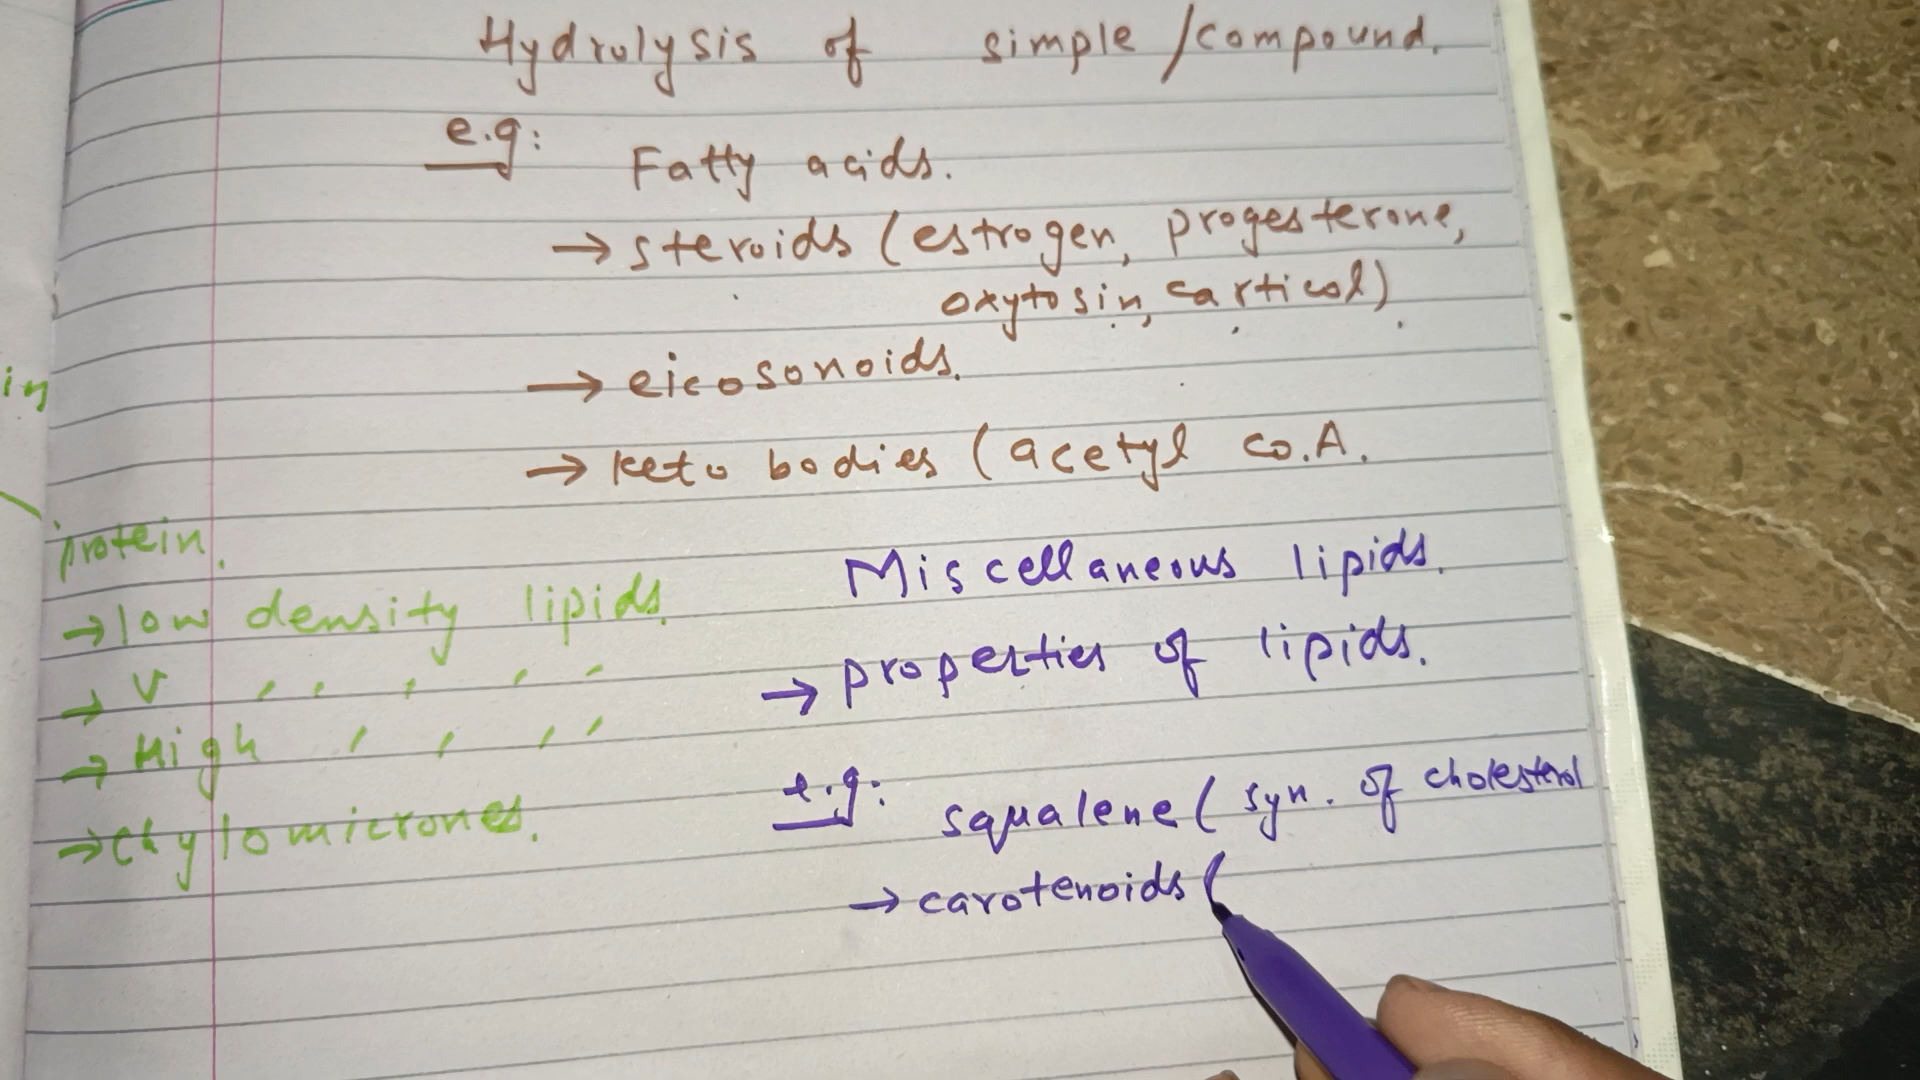 Hydrolysis of simple/compound.
e.g: Fatty acids.
→ steroids (estrogen, progesterone,
oxytosin, carticol)
→ eicosonoids.
→ keto bodies (acetyl co.A.
in
protein.
→ low density lipids.
→ V , , , , ,
→ High , , , ,
→ chylomicrones.
Miscellaneous lipids.
→ properties of lipids.
e.g: squalene ( syn. of cholesterol
→ carotenoids (